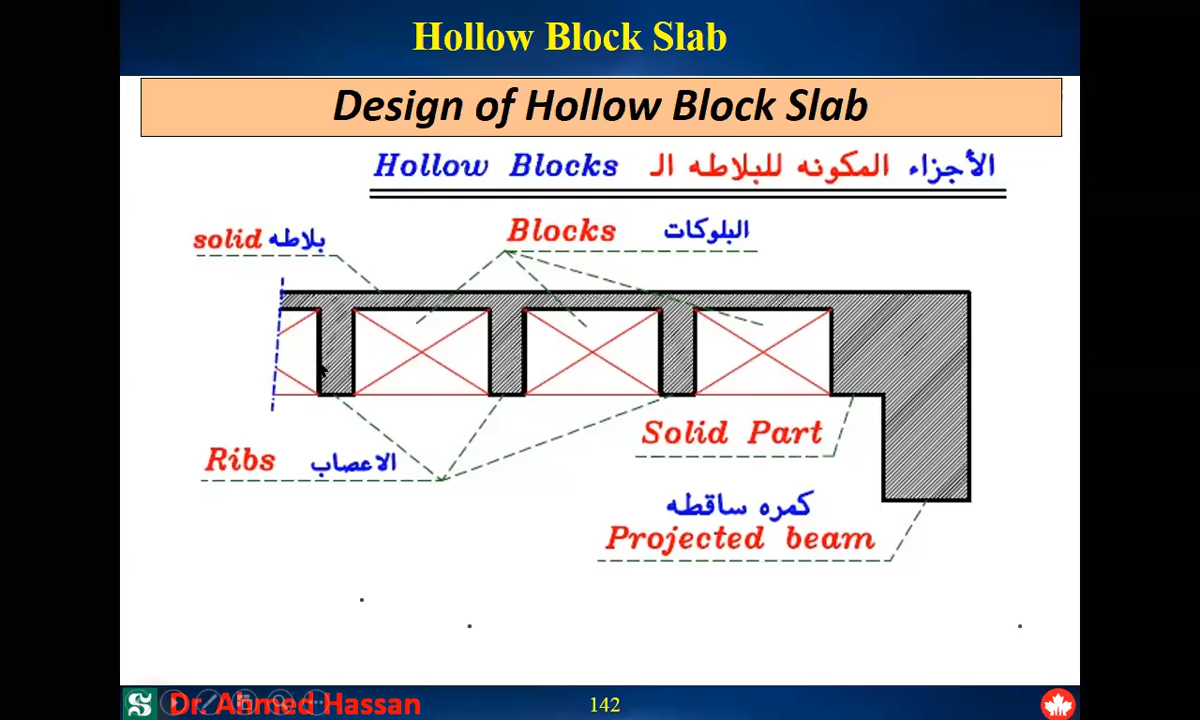 Hollow Block Slab
Design of Hollow Block Slab
الأجزاء المكونه للبلاطه الـ Hollow Blocks
Blocks البلوكات
solid بلاطه
Solid Part
Ribs الاعصاب
كمره ساقطه
Projected beam
Dr. Ahmed Hassan
142